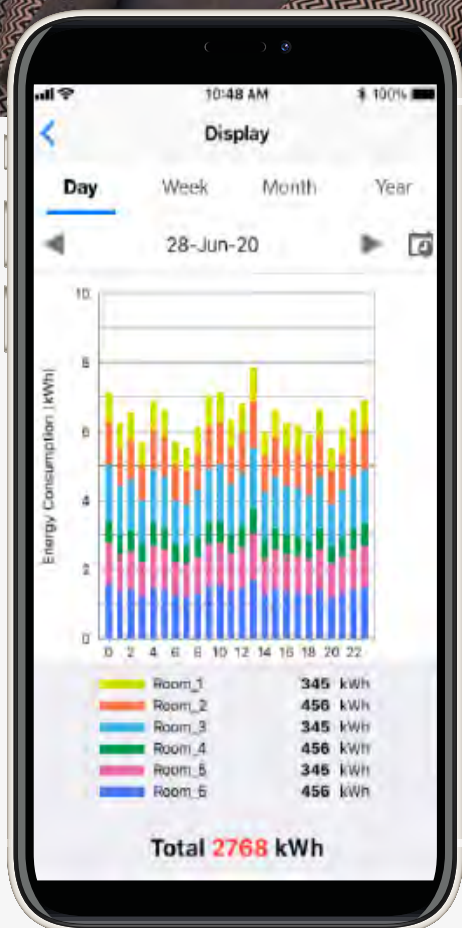 10:48 AM 100%
Display
Day Week Month Year
28-Jun-20
Energy Consumption (kWh)
10
8
6
4
2
0
0 2 4 6 8 10 12 14 16 18 20 22
Room_1 345 kWh
Room_2 456 kWh
Room_3 345 kWh
Room_4 456 kWh
Room_5 345 kWh
Room_6 456 kWh
Total 2768 kWh